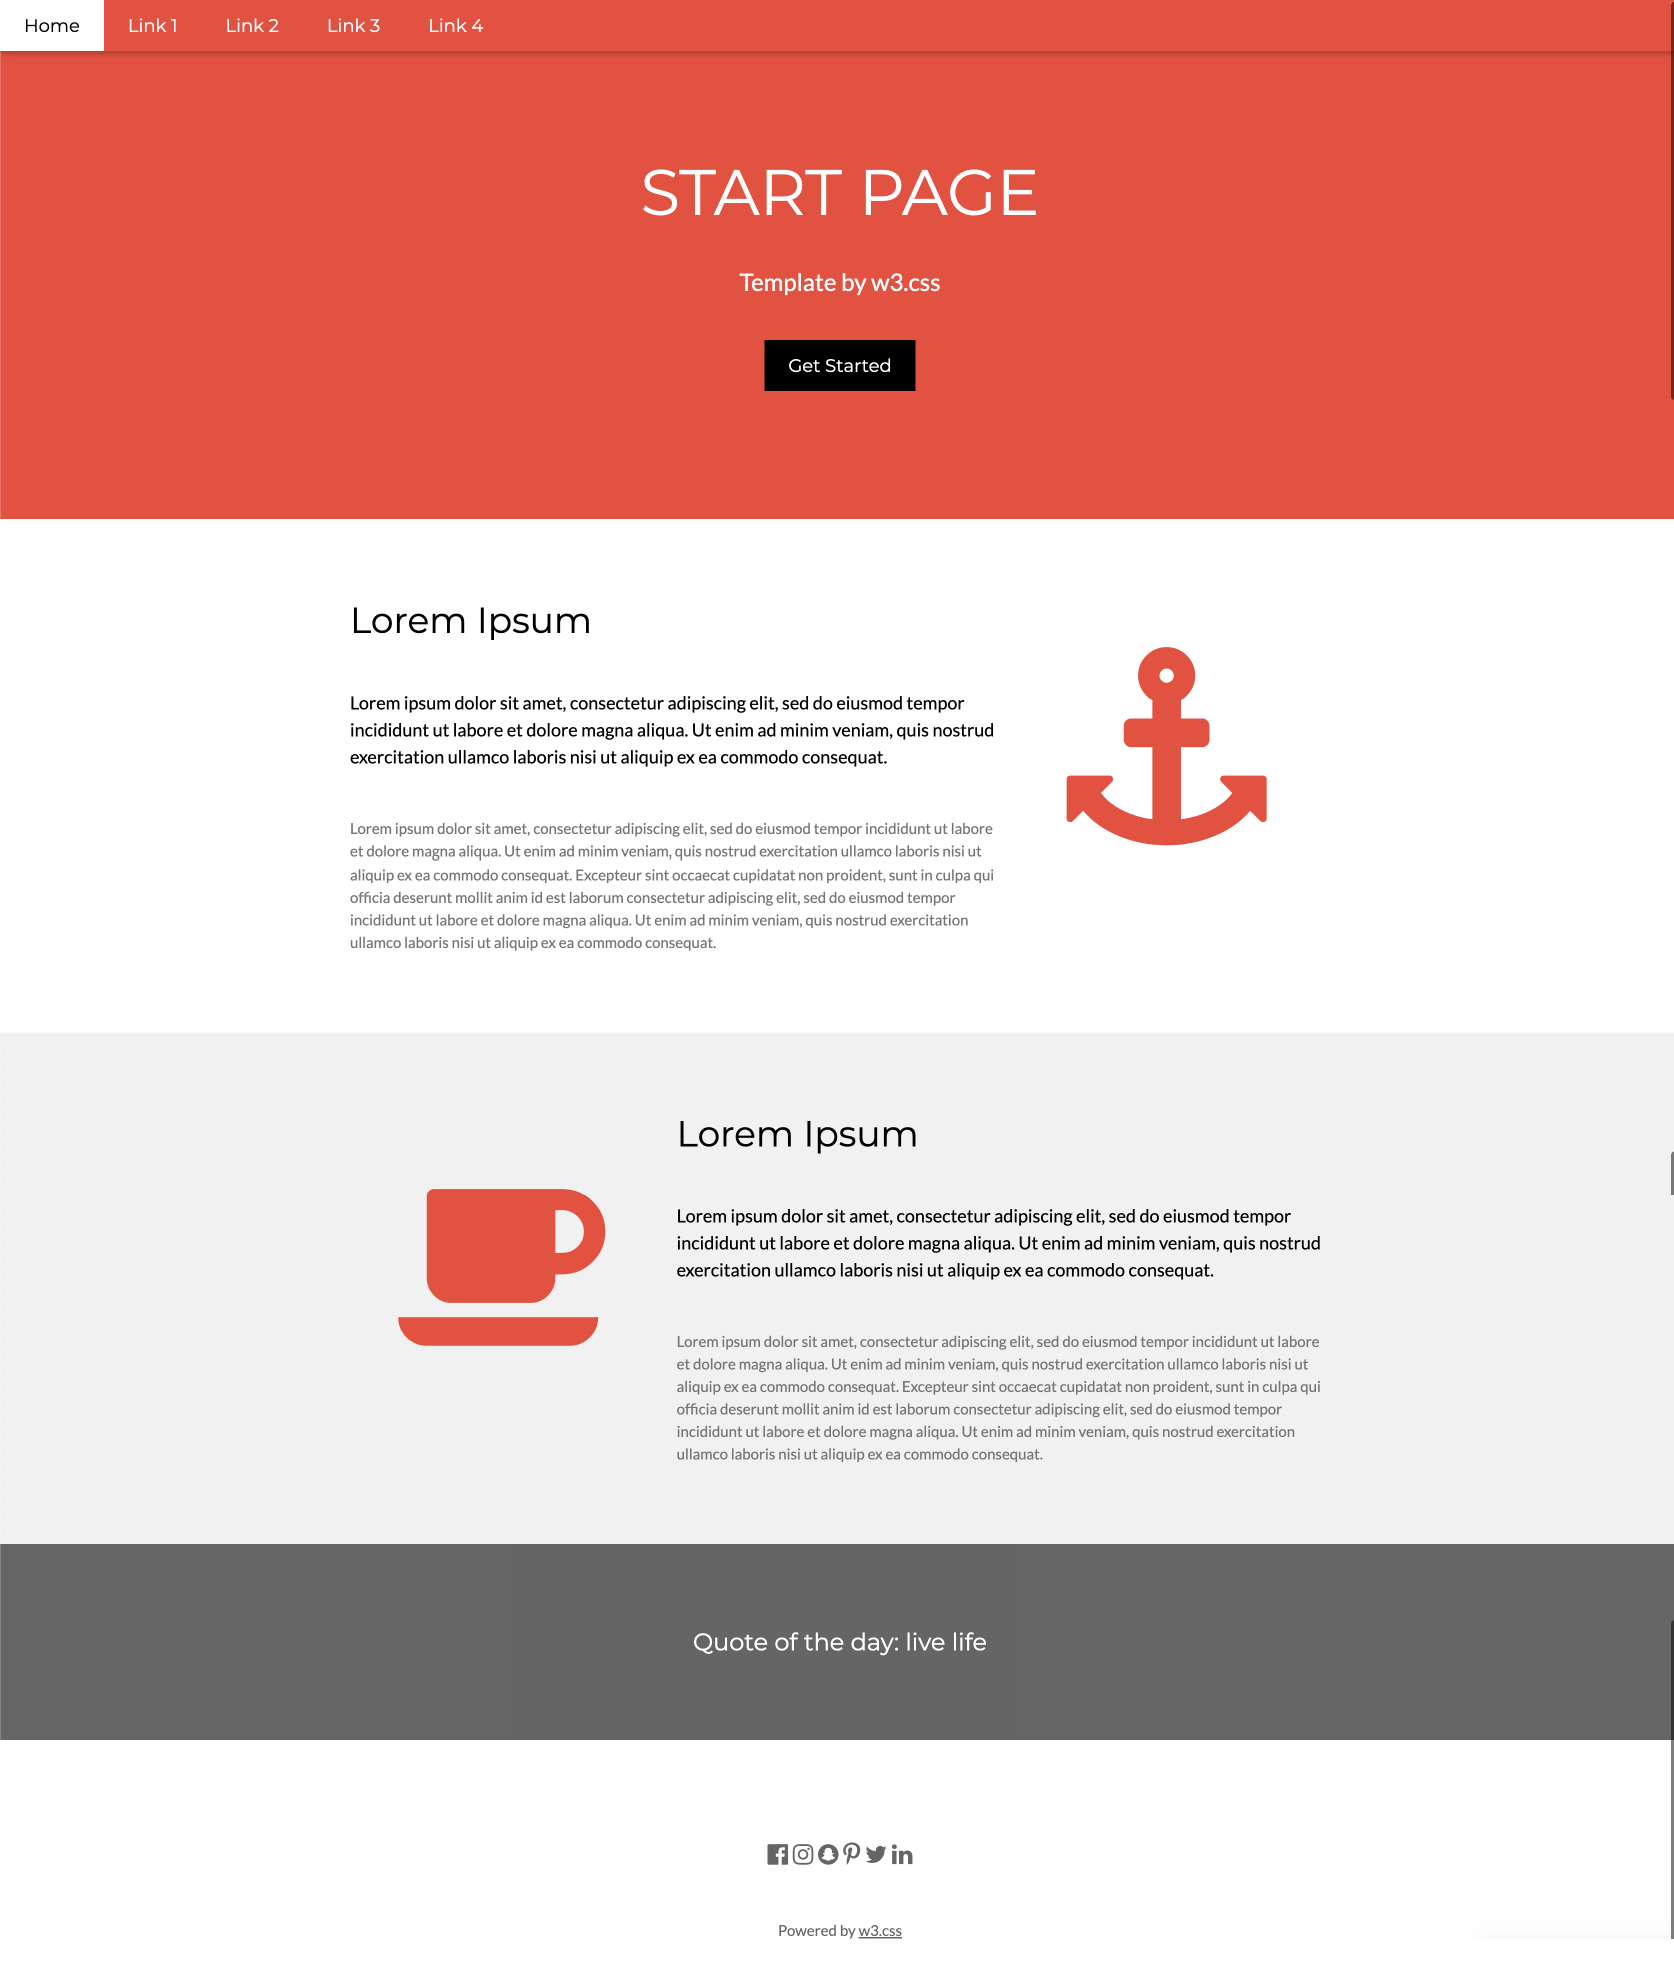 Home Link 1 Link 2 Link 3 Link 4
START PAGE
Template by w3.css
Get Started
Lorem Ipsum
Lorem ipsum dolor sit amet, consectetur adipiscing elit, sed do eiusmod tempor
incididunt ut labore et dolore magna aliqua. Ut enim ad minim veniam, quis nostrud
exercitation ullamco laboris nisi ut aliquip ex ea commodo consequat.
Lorem ipsum dolor sit amet, consectetur adipiscing elit, sed do eiusmod tempor incididunt ut labore
et dolore magna aliqua. Ut enim ad minim veniam, quis nostrud exercitation ullamco laboris nisi ut
aliquip ex ea commodo consequat. Excepteur sint occaecat cupidatat non proident, sunt in culpa qui
officia deserunt mollit anim id est laborum consectetur adipiscing elit, sed do eiusmod tempor
incididunt ut labore et dolore magna aliqua. Ut enim ad minim veniam, quis nostrud exercitation
ullamco laboris nisi ut aliquip ex ea commodo consequat.
Lorem Ipsum
Lorem ipsum dolor sit amet, consectetur adipiscing elit, sed do eiusmod tempor
incididunt ut labore et dolore magna aliqua. Ut enim ad minim veniam, quis nostrud
exercitation ullamco laboris nisi ut aliquip ex ea commodo consequat.
Lorem ipsum dolor sit amet, consectetur adipiscing elit, sed do eiusmod tempor incididunt ut labore
et dolore magna aliqua. Ut enim ad minim veniam, quis nostrud exercitation ullamco laboris nisi ut
aliquip ex ea commodo consequat. Excepteur sint occaecat cupidatat non proident, sunt in culpa qui
officia deserunt mollit anim id est laborum consectetur adipiscing elit, sed do eiusmod tempor
incididunt ut labore et dolore magna aliqua. Ut enim ad minim veniam, quis nostrud exercitation
ullamco laboris nisi ut aliquip ex ea commodo consequat.
Quote of the day: live life
Powered by w3.css